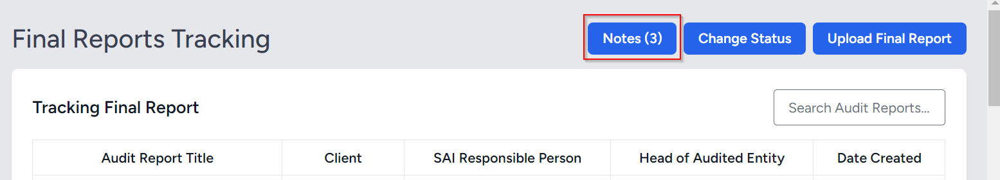 Final Reports Tracking
Notes (3)
Change Status
Upload Final Report
Tracking Final Report
Search Audit Reports...
Audit Report Title
Client
SAI Responsible Person
Head of Audited Entity
Date Created